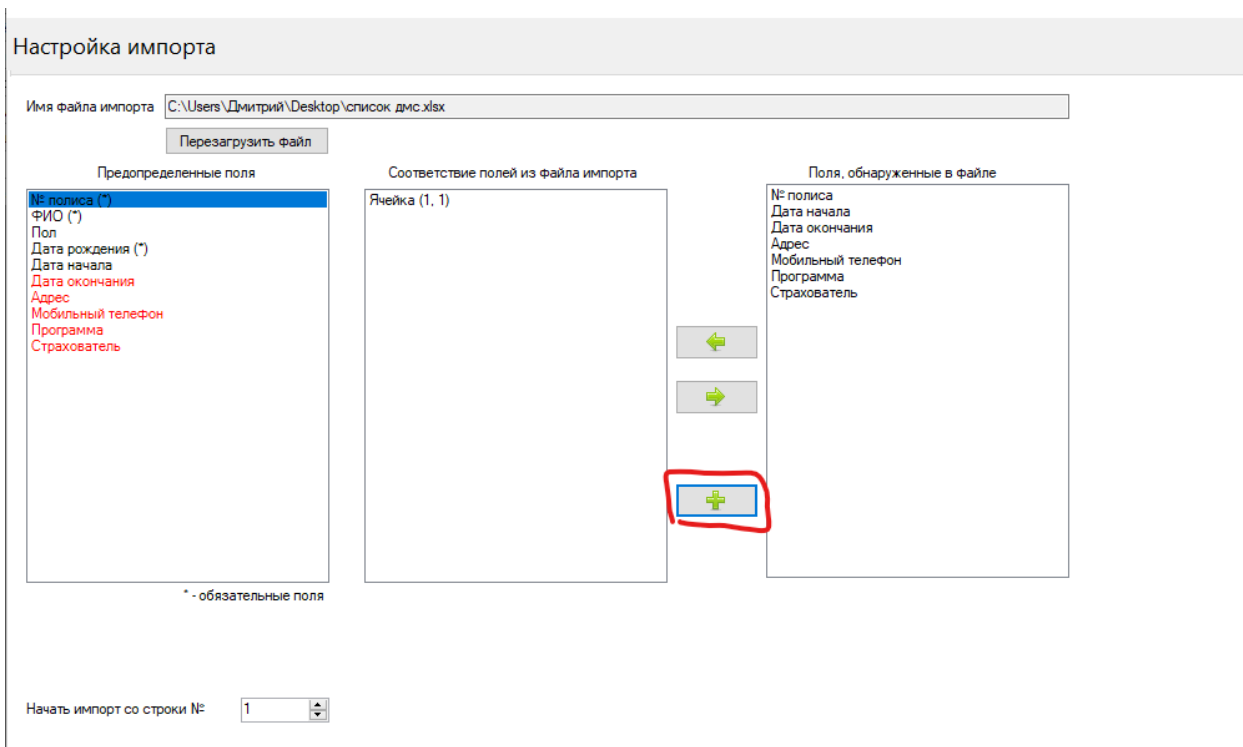 Настройка импорта
Имя файла импорта C:\Users\Дмитрий\Desktop\список дмс.xlsx
Перезагрузить файл
Предопределенные поля
№ полиса (*)
ФИО (*)
Пол
Дата рождения (*)
Дата начала
Дата окончания
Адрес
Мобильный телефон
Программа
Страхователь
* - обязательные поля
Соответствие полей из файла импорта
Ячейка (1, 1)
Поля, обнаруженные в файле
№ полиса
Дата начала
Дата окончания
Адрес
Мобильный телефон
Программа
Страхователь
Начать импорт со строки № 1